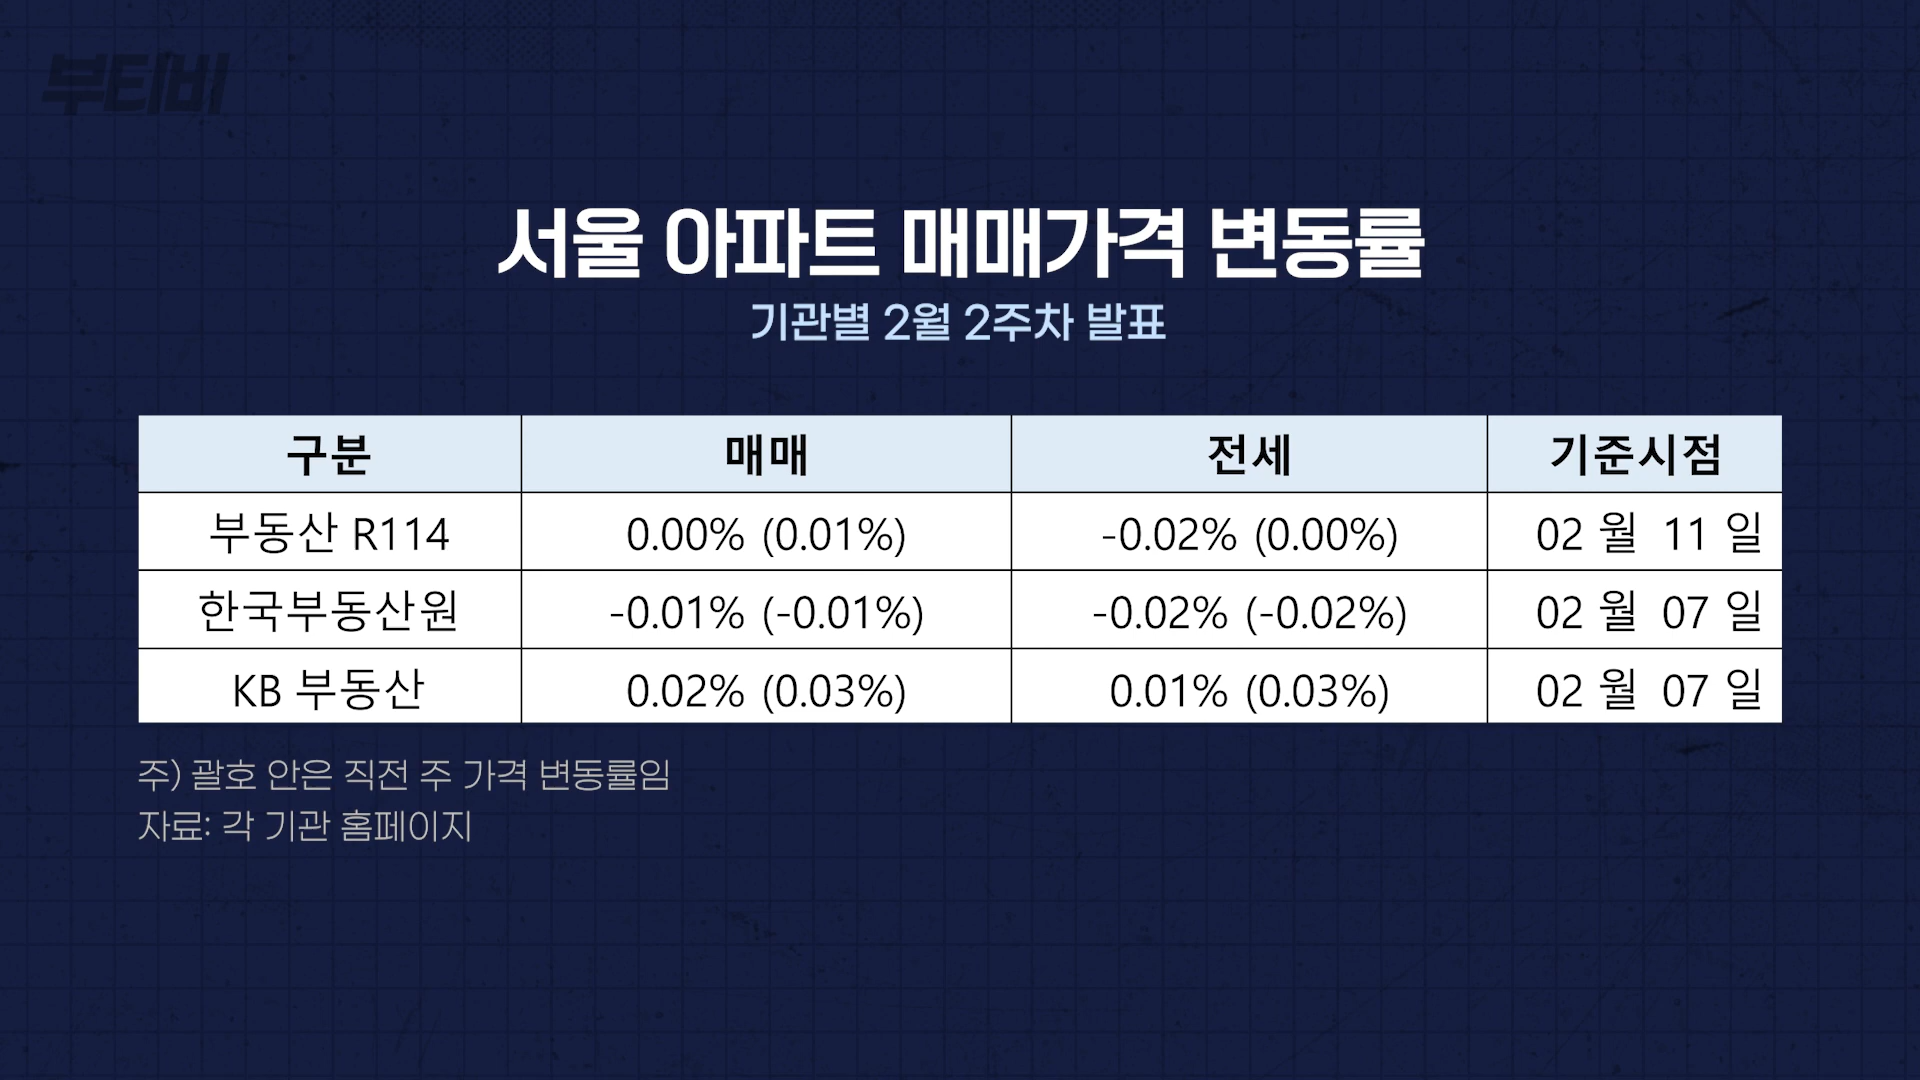 부티비
서울 아파트 매매가격 변동률
기관별 2월 2주차 발표
구분 매매 전세 기준시점
부동산 R114 0.00% (0.01%) -0.02% (0.00%) 02 월 11 일
한국부동산원 -0.01% (-0.01%) -0.02% (-0.02%) 02 월 07 일
KB 부동산 0.02% (0.03%) 0.01% (0.03%) 02 월 07 일
주) 괄호 안은 직전 주 가격 변동률임
자료: 각 기관 홈페이지